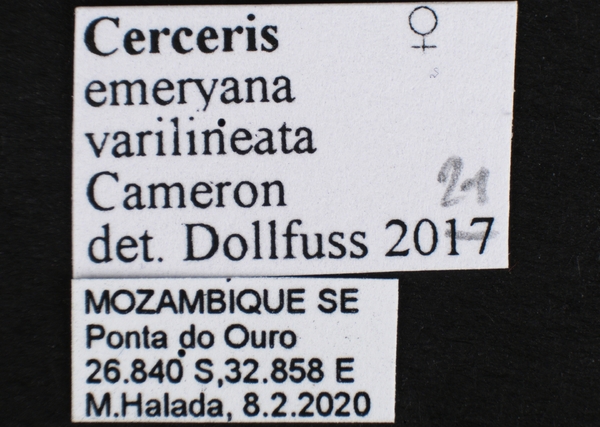 Cerceris ♀
emeryana
varilineata
Cameron 21
det. Dollfuss 2017
MOZAMBIQUE SE
Ponta do Ouro
26.840 S,32.858 E
M.Halada, 8.2.2020